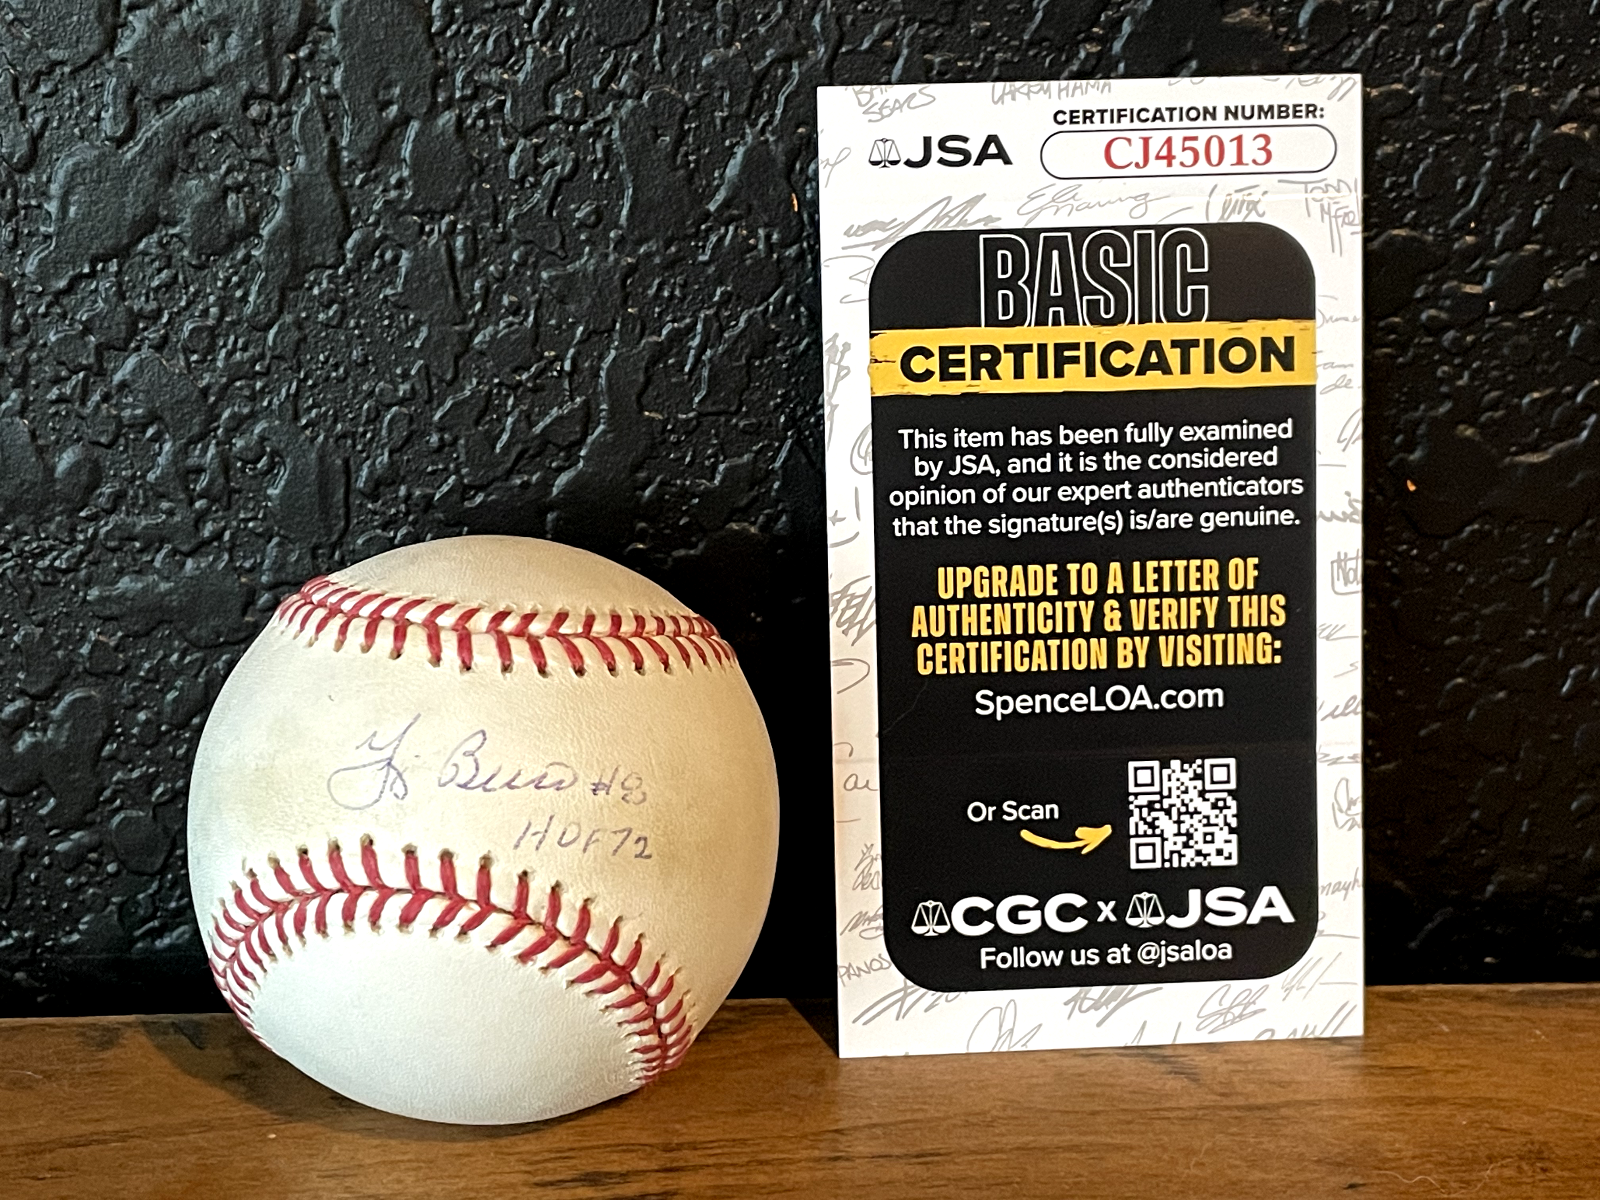 Yogi Berra #8
HOF72
JSA
CERTIFICATION NUMBER:
CJ45013
BASIC
CERTIFICATION
This item has been fully examined
by JSA, and it is the considered
opinion of our expert authenticators
that the signature(s) is/are genuine.
UPGRADE TO A LETTER OF
AUTHENTICITY & VERIFY THIS
CERTIFICATION BY VISITING:
SpenceLOA.com
Or Scan
CGC x JSA
Follow us at @jsaloa